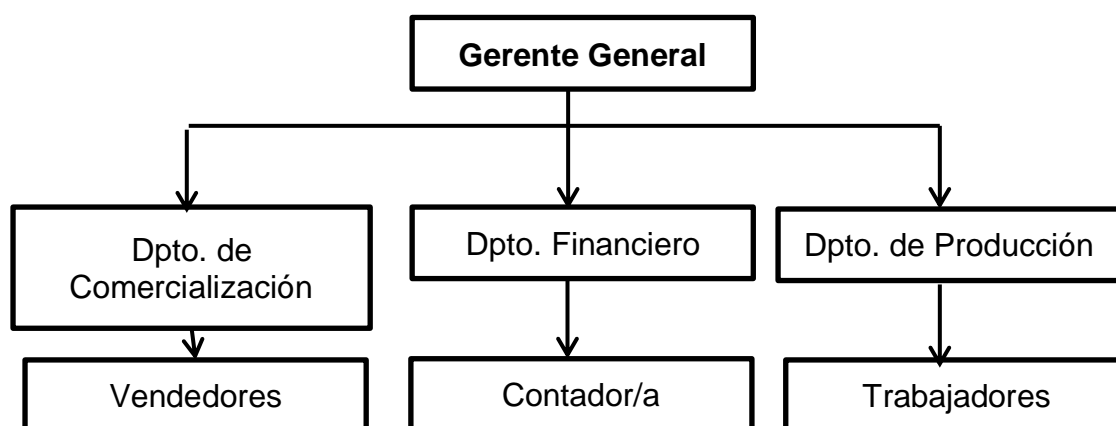 Gerente General
Dpto. de
Comercialización
Dpto. Financiero
Dpto. de Producción
Vendedores
Contador/a
Trabajadores